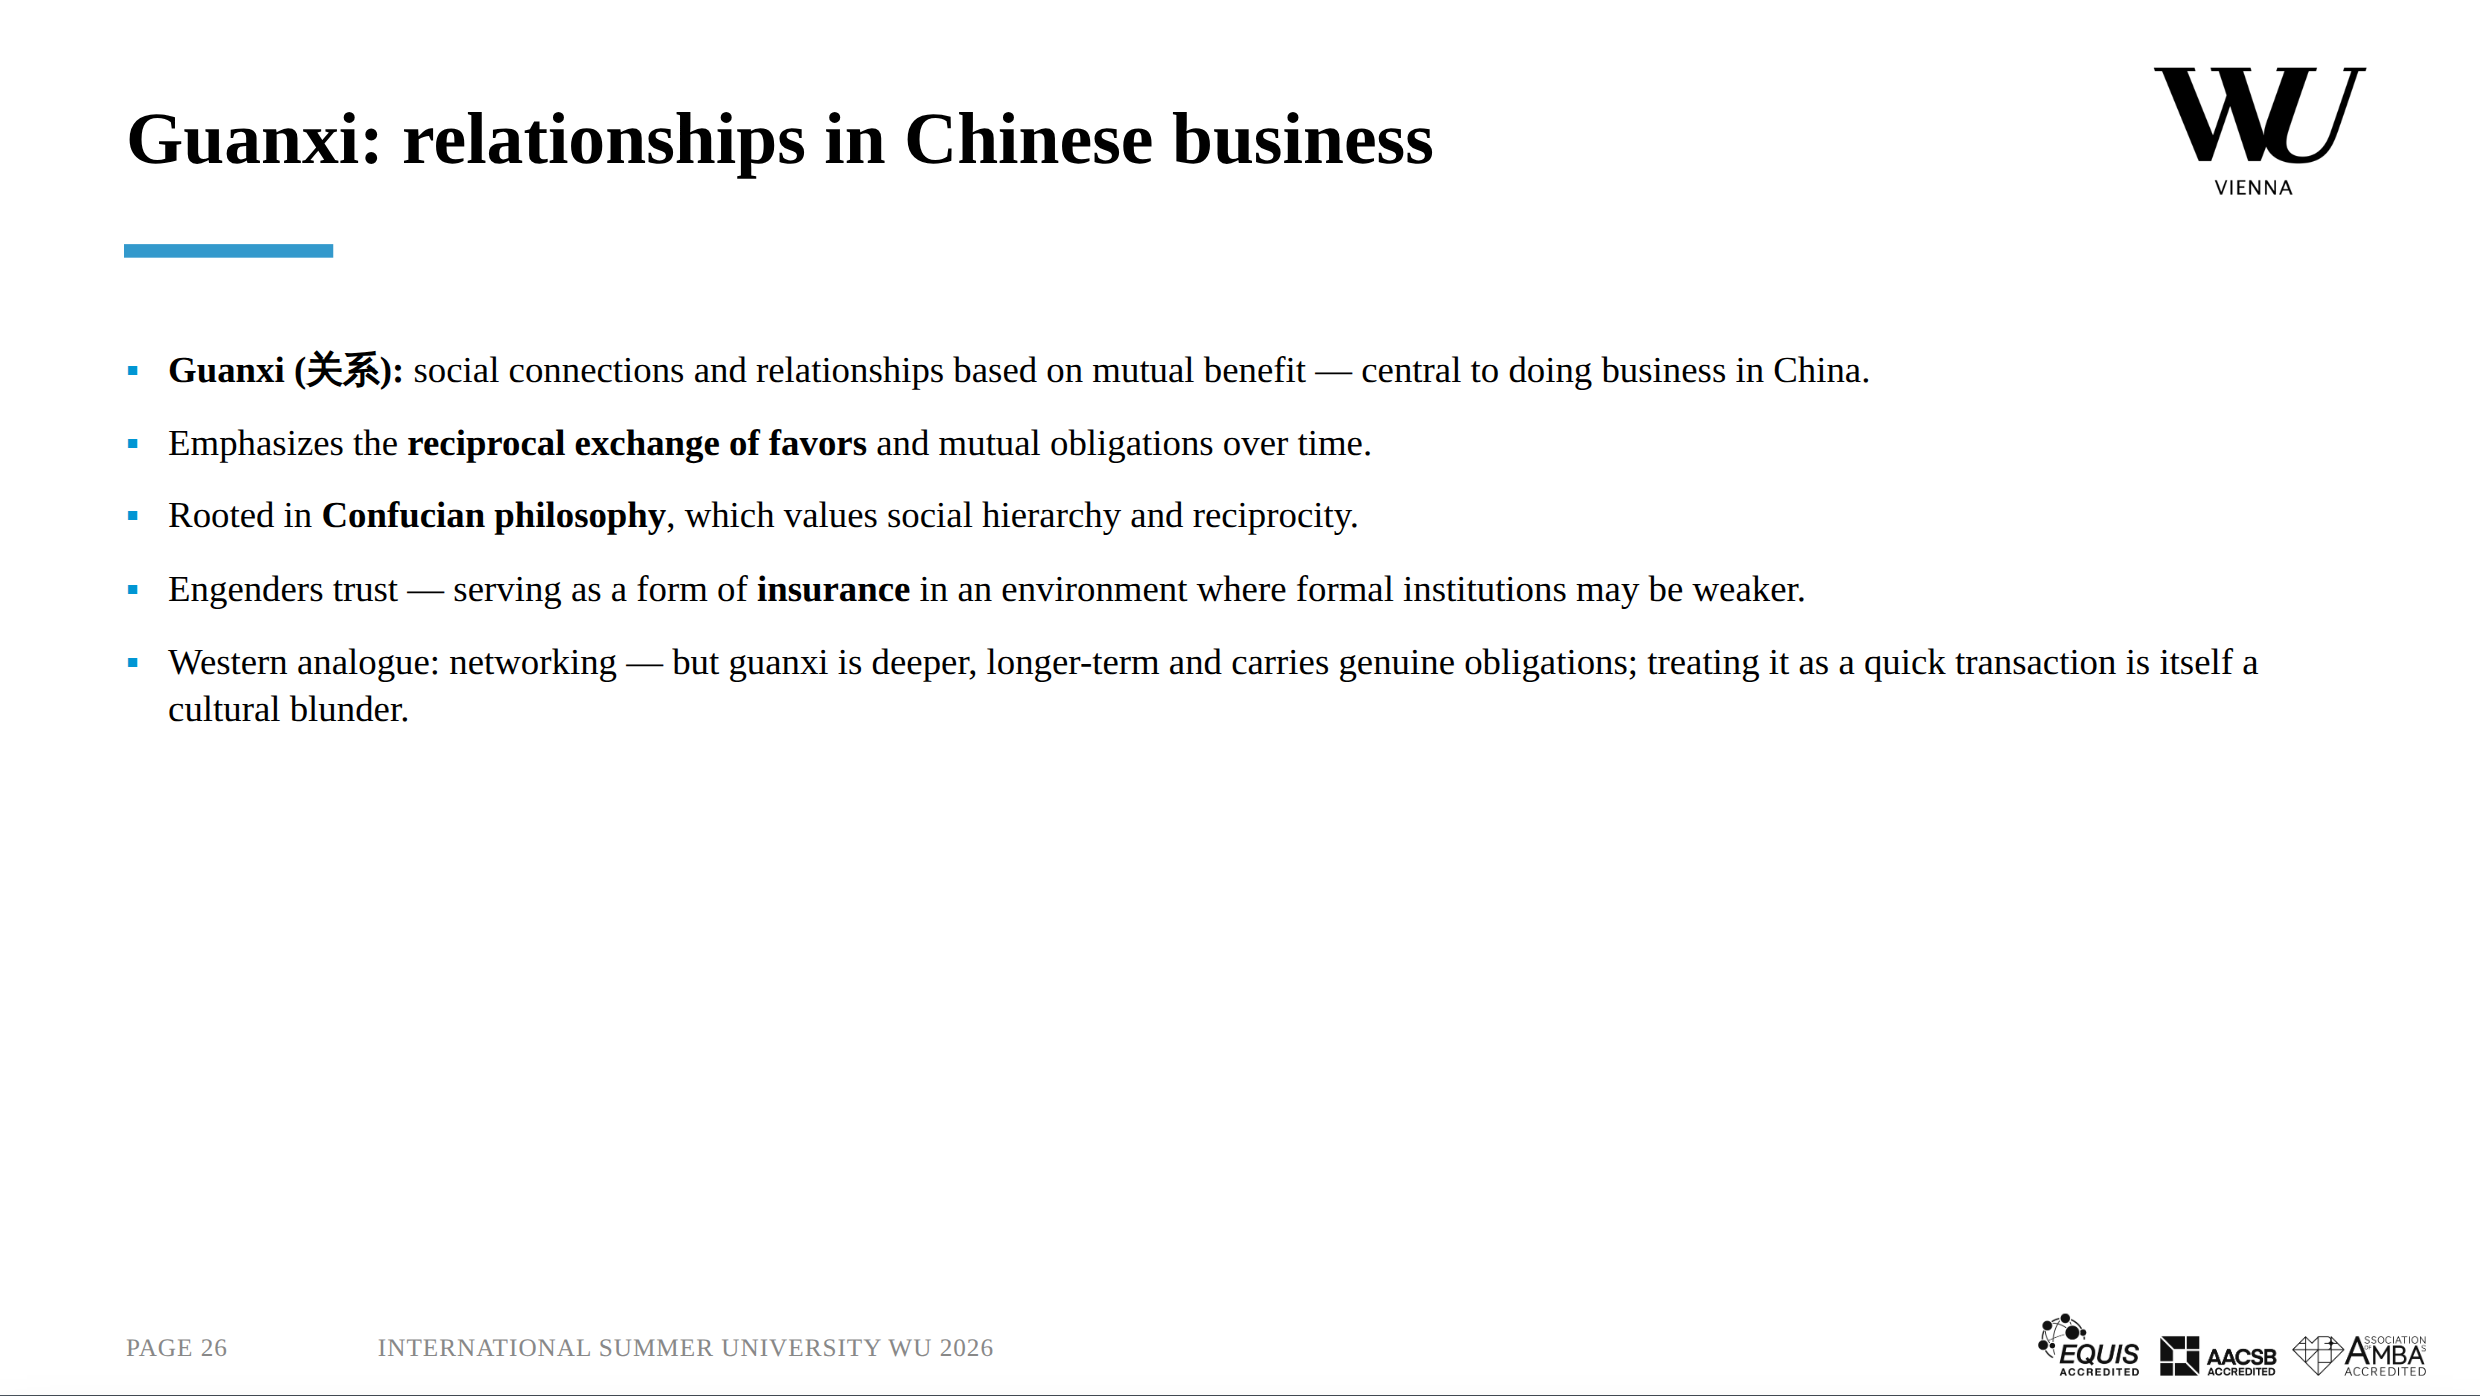 Guanxi: relationships in Chinese business
WU
VIENNA
▪ Guanxi (关系): social connections and relationships based on mutual benefit — central to doing business in China.
▪ Emphasizes the reciprocal exchange of favors and mutual obligations over time.
▪ Rooted in Confucian philosophy, which values social hierarchy and reciprocity.
▪ Engenders trust — serving as a form of insurance in an environment where formal institutions may be weaker.
▪ Western analogue: networking — but guanxi is deeper, longer-term and carries genuine obligations; treating it as a quick transaction is itself a
cultural blunder.
PAGE 26 INTERNATIONAL SUMMER UNIVERSITY WU 2026
EQUIS
ACCREDITED
AACSB
ACCREDITED
ASSOCIATION
OF
AMBAS
ACCREDITED